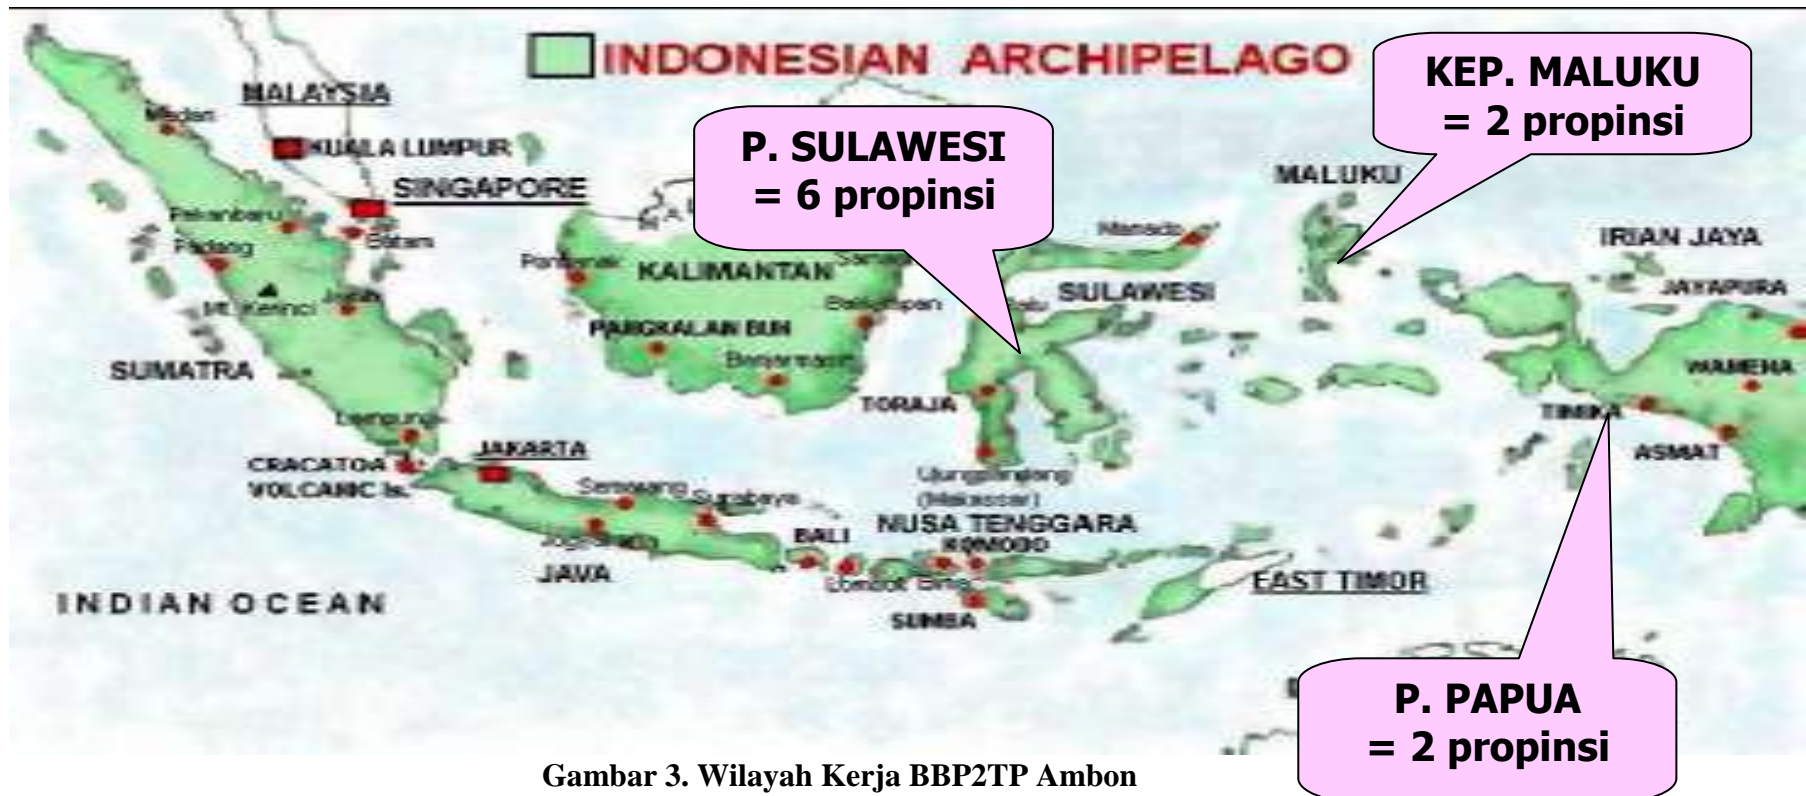 INDONESIAN ARCHIPELAGO
KEP. MALUKU
= 2 propinsi
P. SULAWESI
= 6 propinsi
MALAYSIA
Medan
KUALA LUMPUR
SINGAPORE
MALUKU
Pekanbaru
Batam
Padang
Manado
IRIAN JAYA
KALIMANTAN
SULAWESI
JAYAPURA
Mt. Kerinci
Balikpapan
PANGKALAN BUN
Banjarmasin
SUMATRA
WAMENA
TORAJA
TIMIKA
Lampung
JAKARTA
CRACATOA
VOLCANIC Is.
ASMAT
Ujungpandang
(Makassar)
Semarang
Surabaya
NUSA TENGGARA
KOMODO
BALI
JAVA
Lombok
Bima
EAST TIMOR
INDIAN OCEAN
SUMBA
P. PAPUA
= 2 propinsi
Gambar 3. Wilayah Kerja BBP2TP Ambon